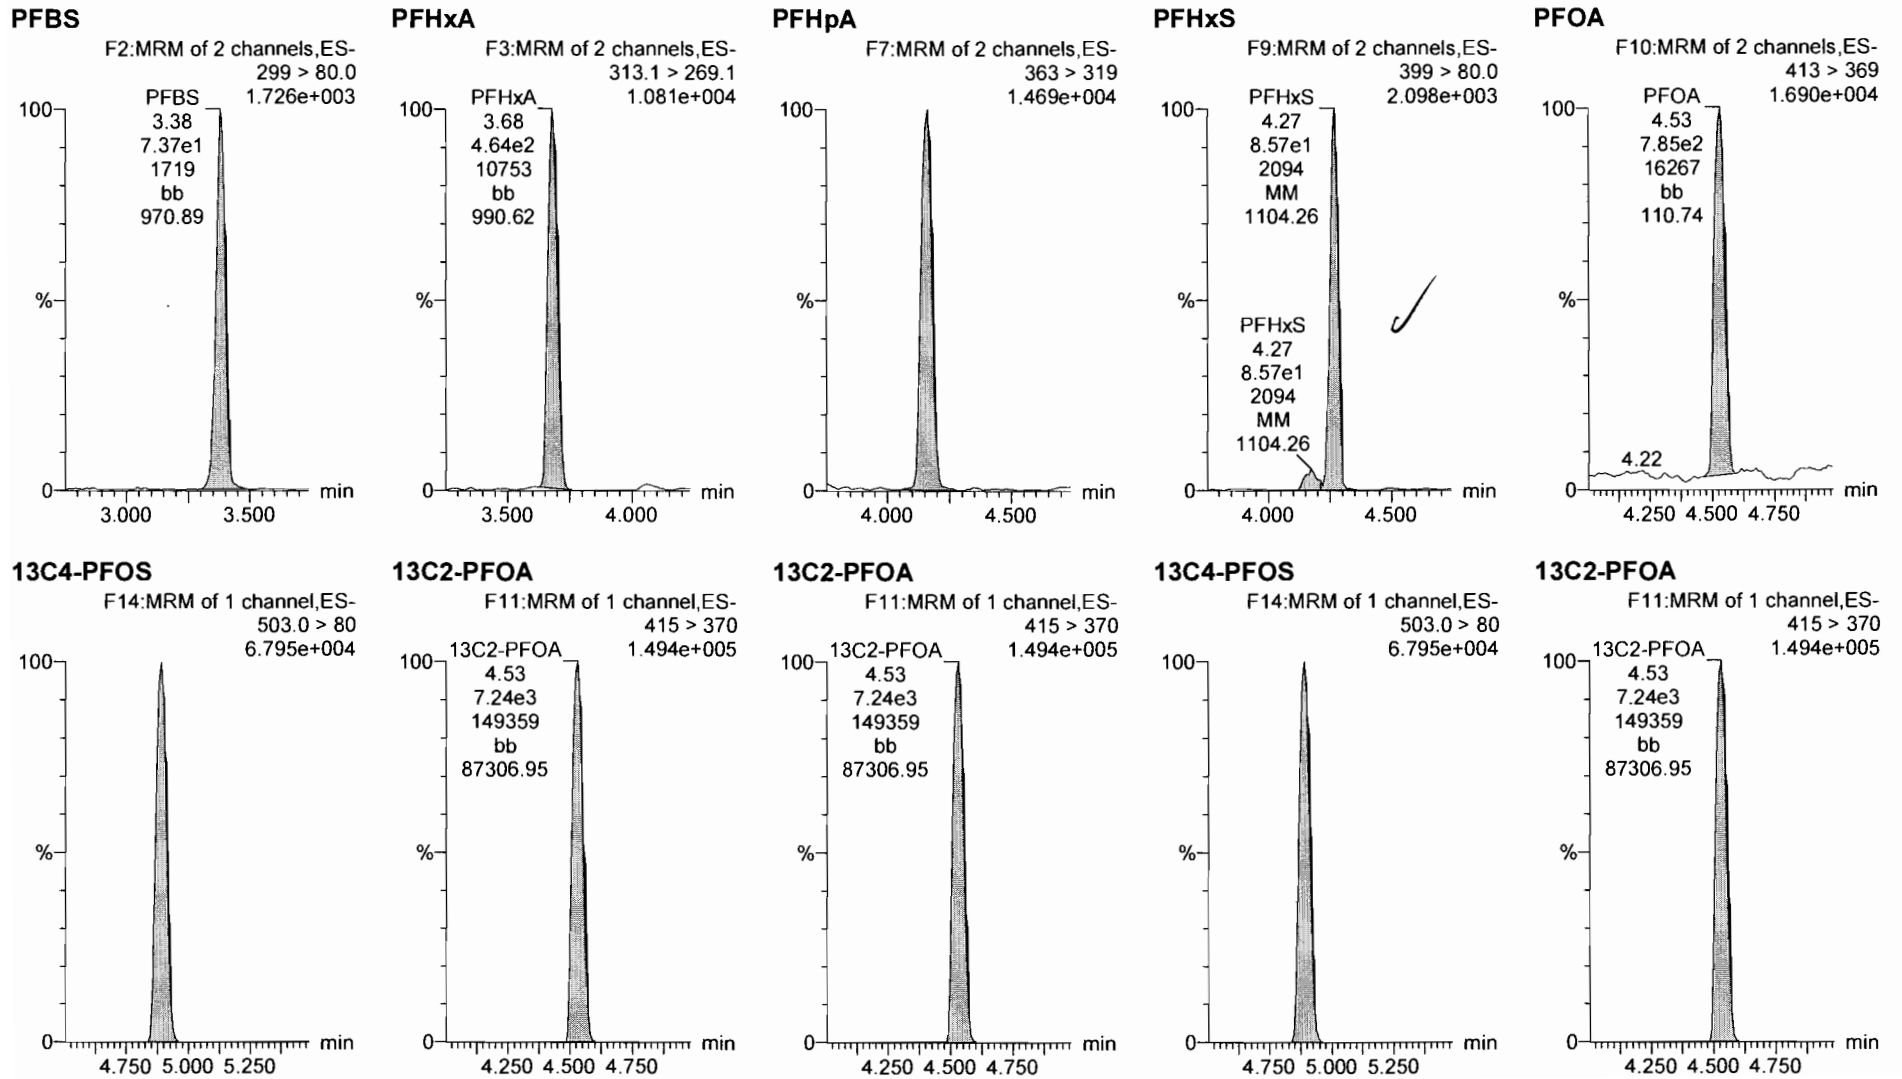 PFBS
F2:MRM of 2 channels,ES-
299 > 80.0
1.726e+003
PFBS
3.38
7.37e1
1719
bb
970.89
100
%
0
min
3.000 3.500
PFHxA
F3:MRM of 2 channels,ES-
313.1 > 269.1
1.081e+004
PFHxA
3.68
4.64e2
10753
bb
990.62
100
%
0
min
3.500 4.000
PFHpA
F7:MRM of 2 channels,ES-
363 > 319
1.469e+004
100
%
0
min
4.000 4.500
PFHxS
F9:MRM of 2 channels,ES-
399 > 80.0
2.098e+003
PFHxS
4.27
8.57e1
2094
MM
1104.26
100
%
PFHxS
4.27
8.57e1
2094
MM
1104.26
0
min
4.000 4.500
PFOA
F10:MRM of 2 channels,ES-
413 > 369
1.690e+004
PFOA
4.53
7.85e2
16267
bb
110.74
100
%
4.22
0
min
4.250 4.500 4.750
13C4-PFOS
F14:MRM of 1 channel,ES-
503.0 > 80
6.795e+004
100
%
0
min
4.750 5.000 5.250
13C2-PFOA
F11:MRM of 1 channel,ES-
415 > 370
1.494e+005
13C2-PFOA
4.53
7.24e3
149359
bb
87306.95
100
%
0
min
4.250 4.500 4.750
13C2-PFOA
F11:MRM of 1 channel,ES-
415 > 370
1.494e+005
13C2-PFOA
4.53
7.24e3
149359
bb
87306.95
100
%
0
min
4.250 4.500 4.750
13C4-PFOS
F14:MRM of 1 channel,ES-
503.0 > 80
6.795e+004
100
%
0
min
4.750 5.000 5.250
13C2-PFOA
F11:MRM of 1 channel,ES-
415 > 370
1.494e+005
13C2-PFOA
4.53
7.24e3
149359
bb
87306.95
100
%
0
min
4.250 4.500 4.750